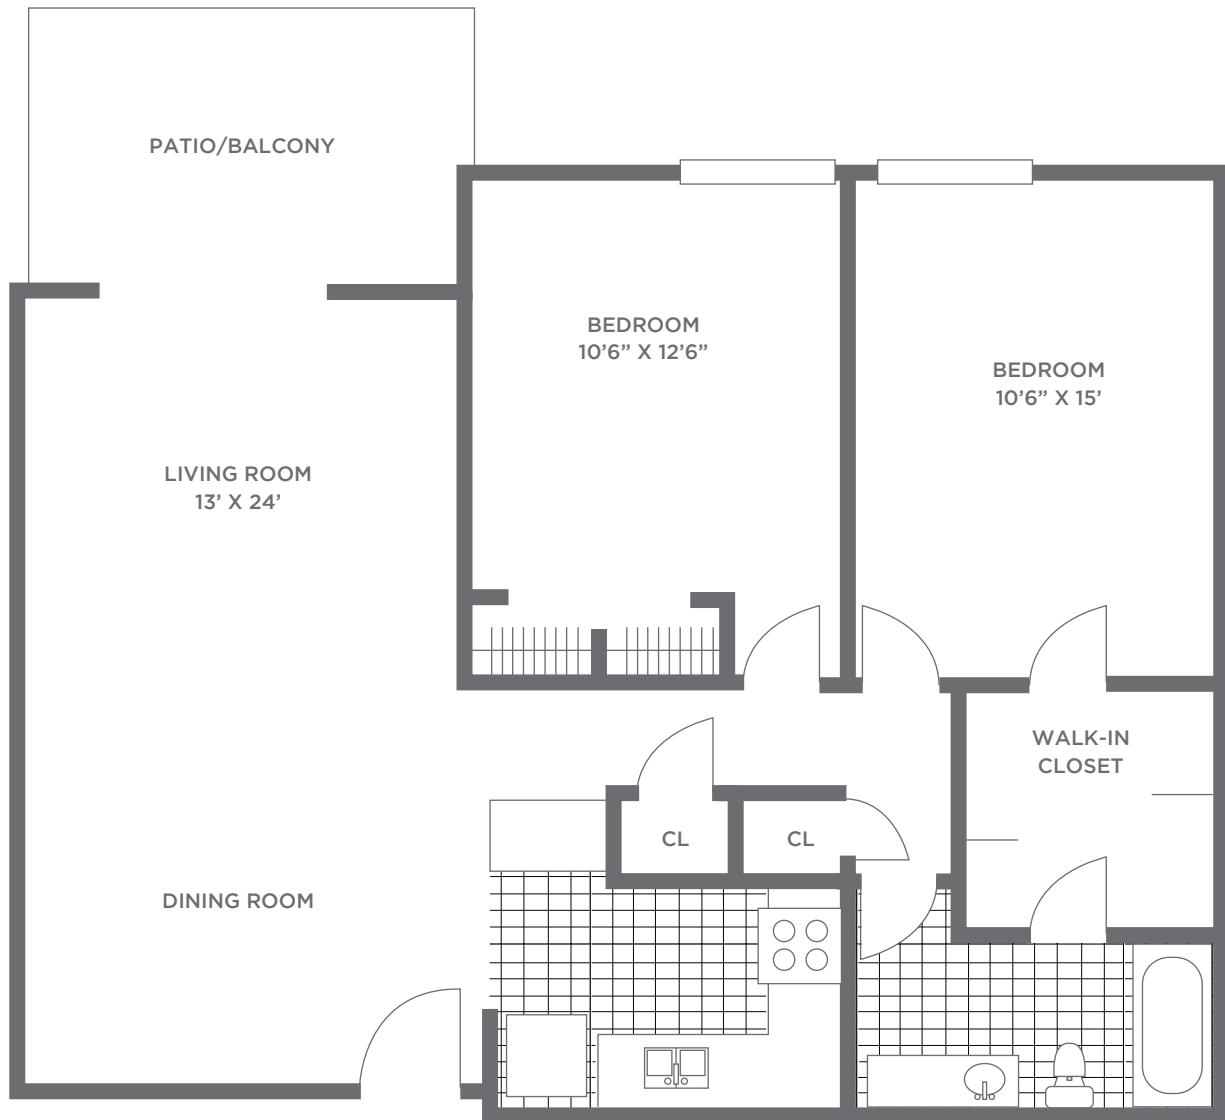 PATIO/BALCONY
BEDROOM
10’6” X 12’6”
BEDROOM
10’6” X 15’
LIVING ROOM
13’ X 24’
WALK-IN
CLOSET
CL
CL
DINING ROOM